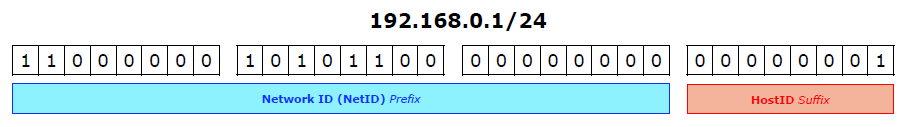 192.168.0.1/24
1 1 0 0 0 0 0 0 1 0 1 0 1 1 0 0 0 0 0 0 0 0 0 0 0 0 0 0 0 0 0 1
Network ID (NetID) Prefix HostID Suffix